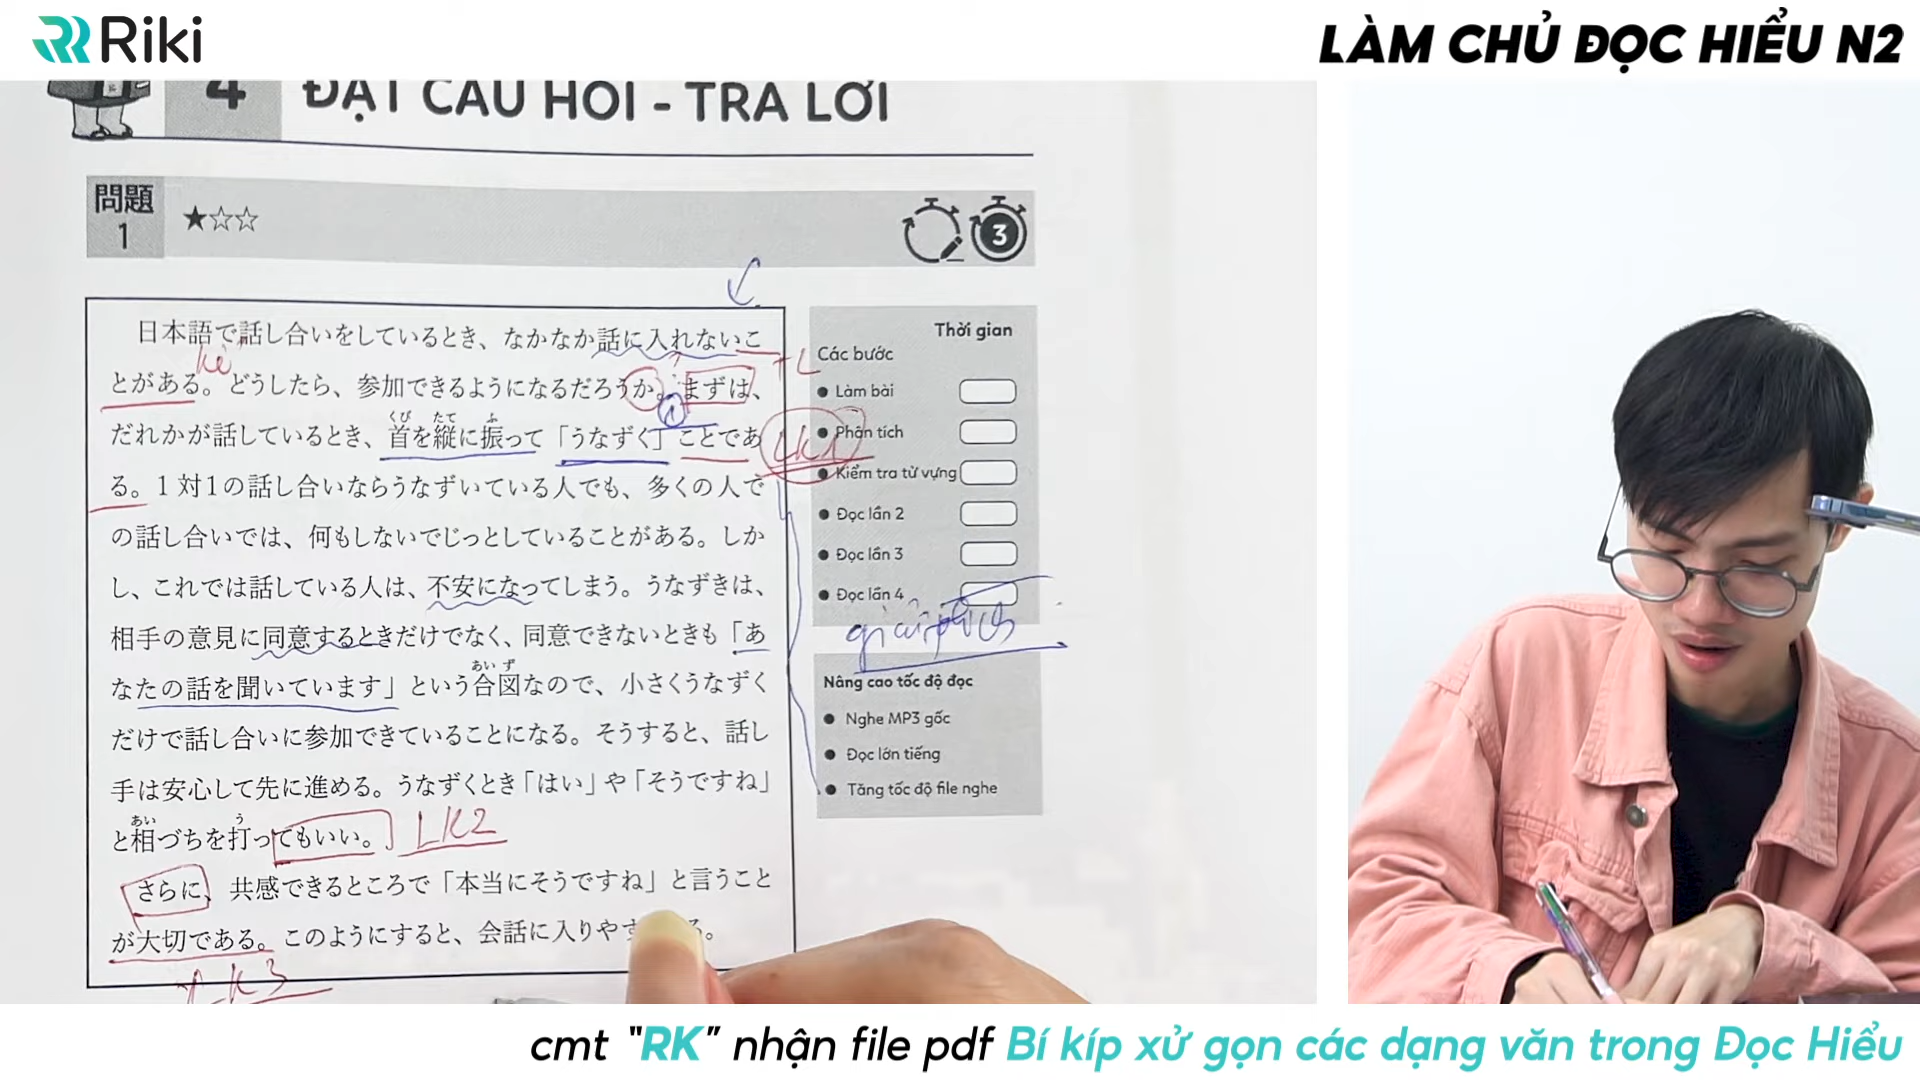 Riki
LÀM CHỦ ĐỌC HIỂU N2
4 ĐẶT CÂU HỎI - TRẢ LỜI
問題
1
★☆☆
3
日本語で話し合いをしているとき、なかなか話に入れないこ
とがある。どうしたら、参加できるようになるだろうか。まずは、
だれかが話しているとき、首を縦に振って「うなずく」ことであ
る。1対1の話し合いならうなずいている人でも、多くの人で
の話し合いでは、何もしないでじっとしていることがある。しか
し、これでは話している人は、不安になってしまう。うなずきは、
相手の意見に同意するときだけでなく、同意できないときも「あ
なたの話を聞いています」という合図なので、小さくうなずく
だけで話し合いに参加できていることになる。そうすると、話し
手は安心して先に進める。うなずくとき「はい」や「そうですね」
と相づちを打ってもいい。
LK2
さらに、共感できるところで「本当にそうですね」と言うこと
が大切である。このようにすると、会話に入りやす
LK3
Thời gian
Các bước
Làm bài
Phân tích
LK1
Kiểm tra từ vựng
Đọc lần 2
Đọc lần 3
Đọc lần 4
Nâng cao tốc độ đọc
Nghe MP3 gốc
Đọc lớn tiếng
Tăng tốc độ file nghe
cmt "RK" nhận file pdf Bí kíp xử gọn các dạng văn trong Đọc Hiểu